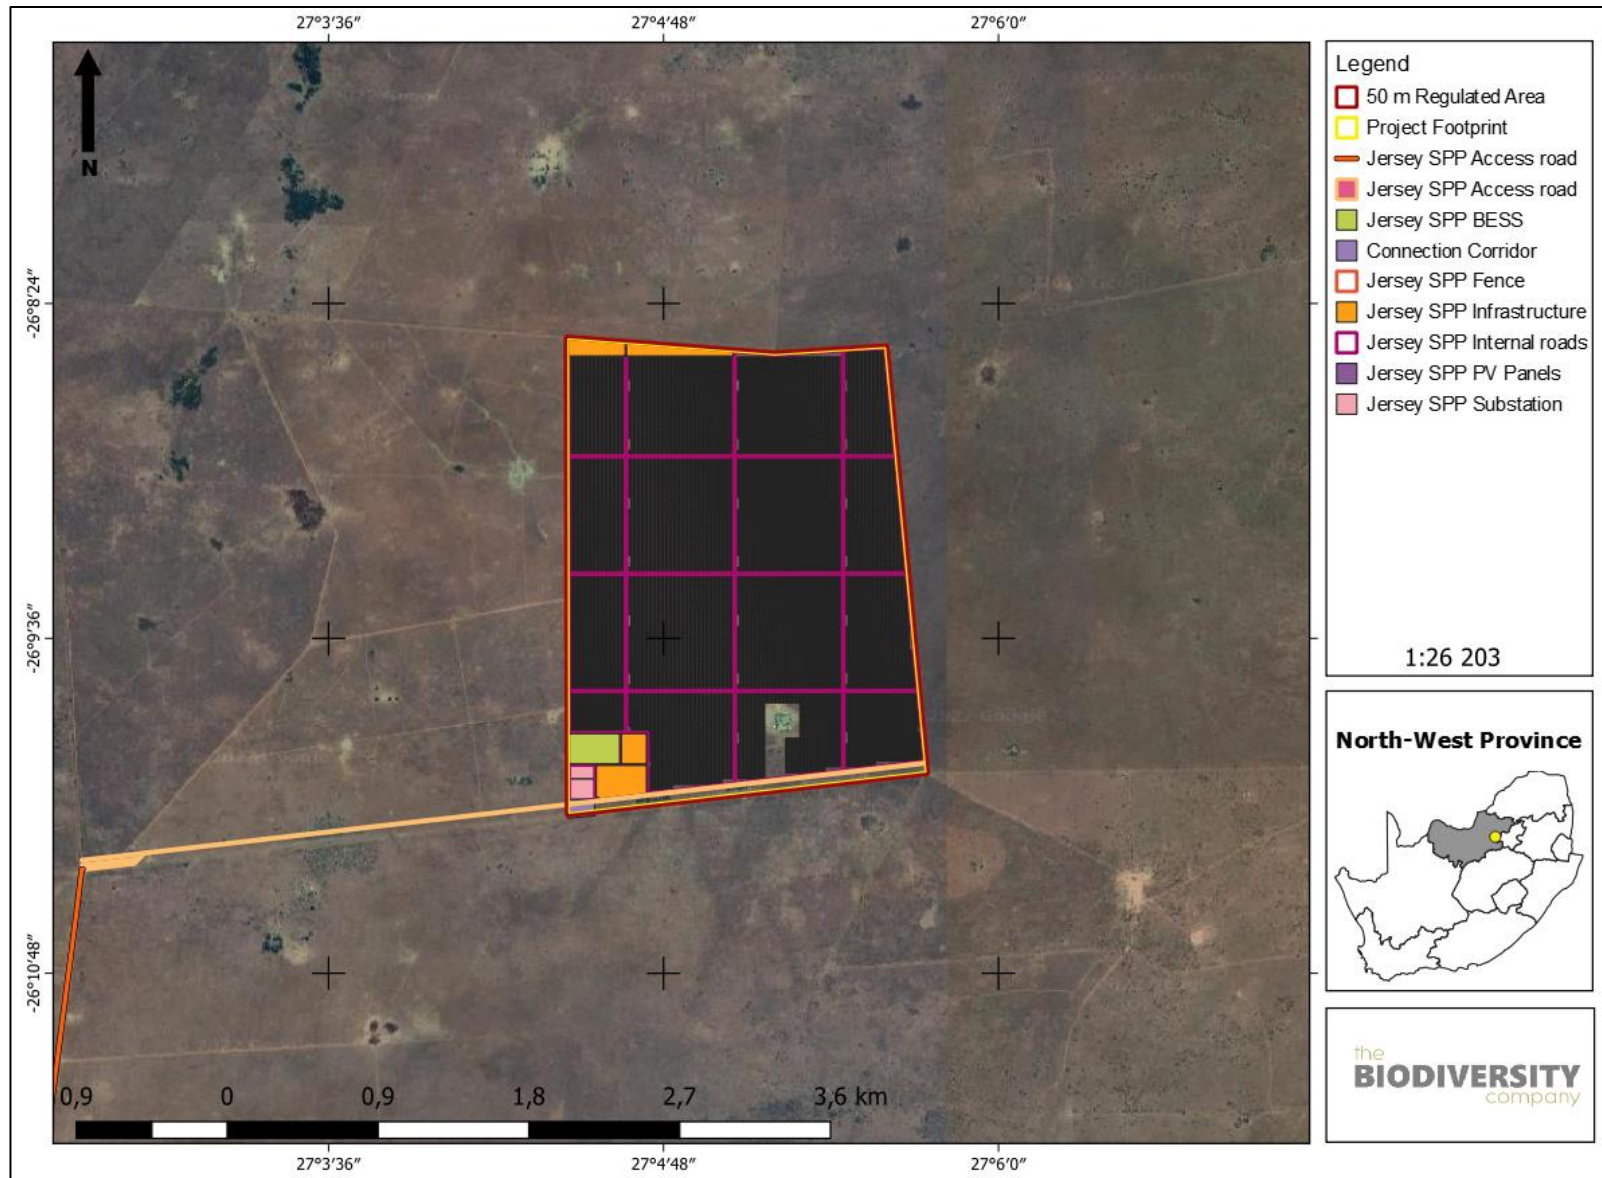 27°3′36″ 27°4′48″ 27°6′0″
N
-26°8′24″
-26°9′36″
-26°10′48″
0,9 0 0,9 1,8 2,7 3,6 km
27°3′36″ 27°4′48″ 27°6′0″
Legend
50 m Regulated Area
Project Footprint
Jersey SPP Access road
Jersey SPP Access road
Jersey SPP BESS
Connection Corridor
Jersey SPP Fence
Jersey SPP Infrastructure
Jersey SPP Internal roads
Jersey SPP PV Panels
Jersey SPP Substation
1:26 203
North-West Province
the
BIODIVERSITY
company